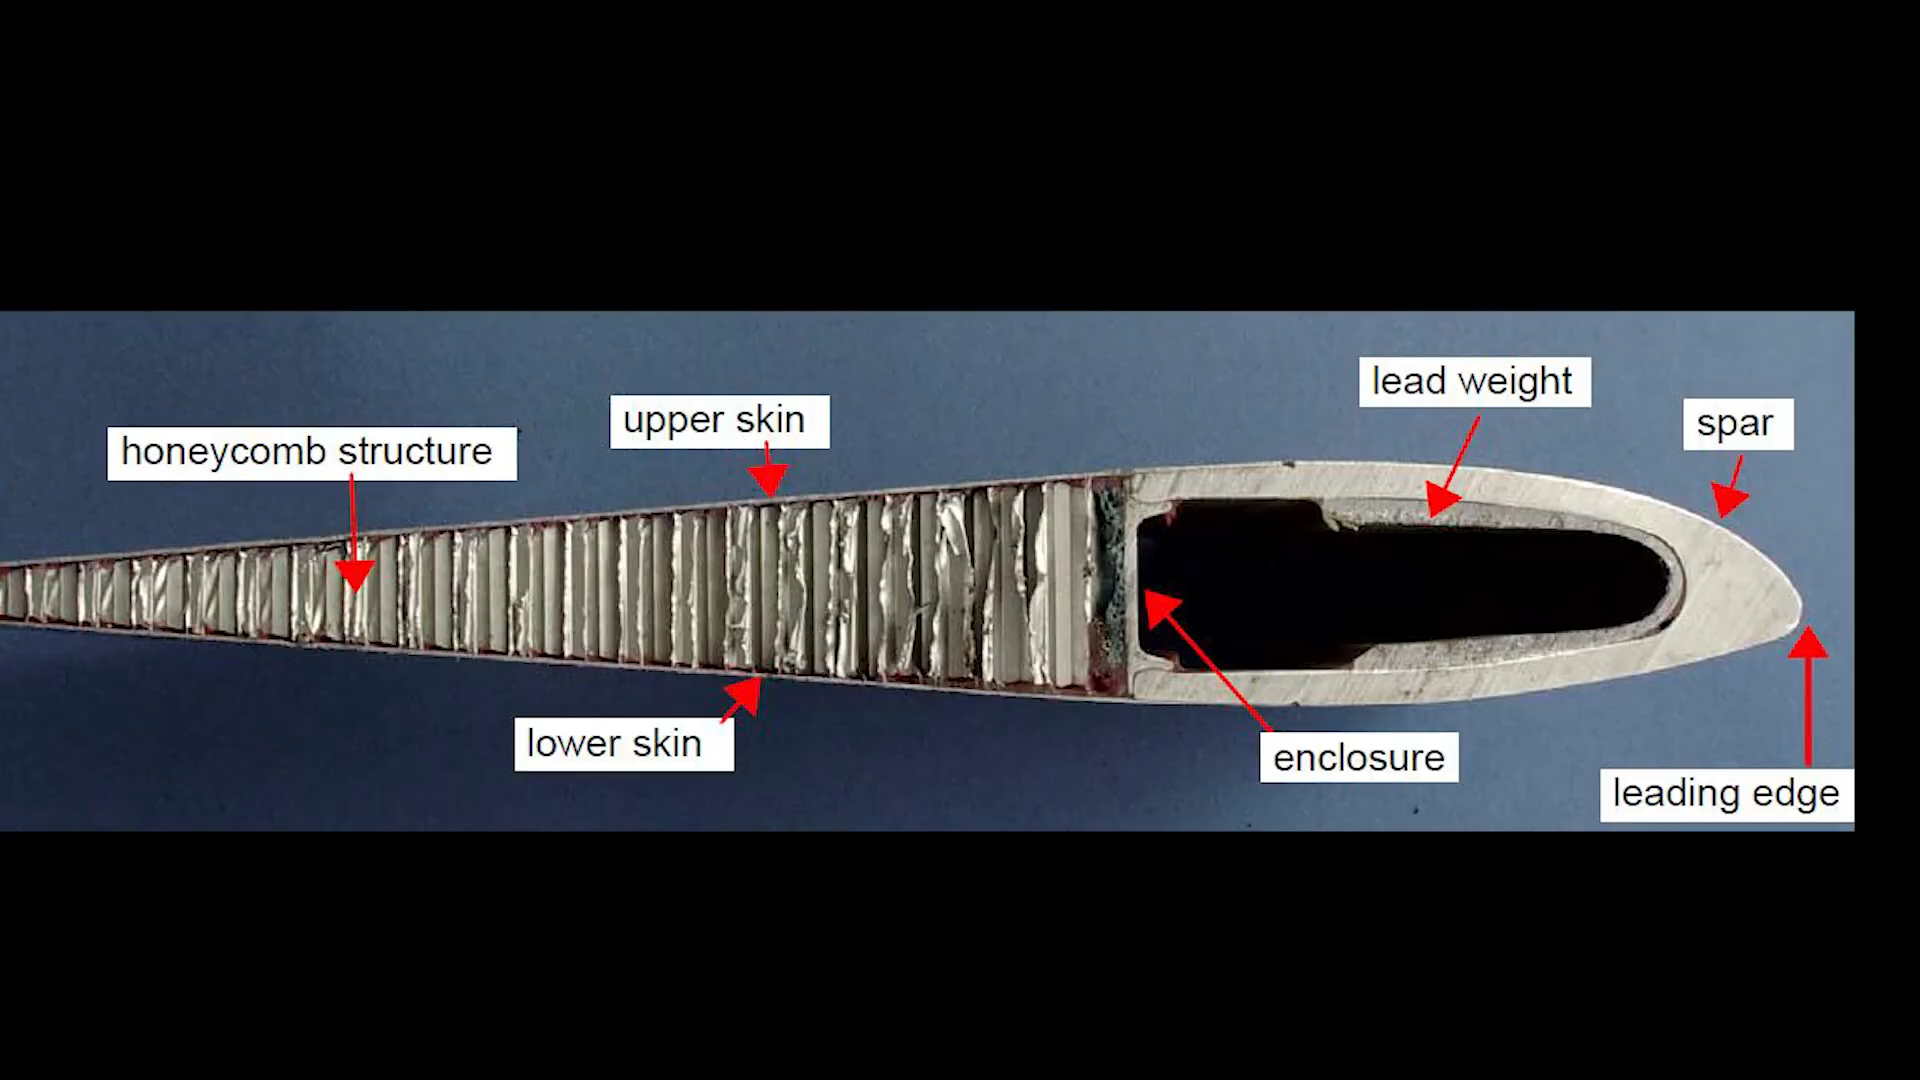 lead weight
upper skin
spar
honeycomb structure
lower skin
enclosure
leading edge